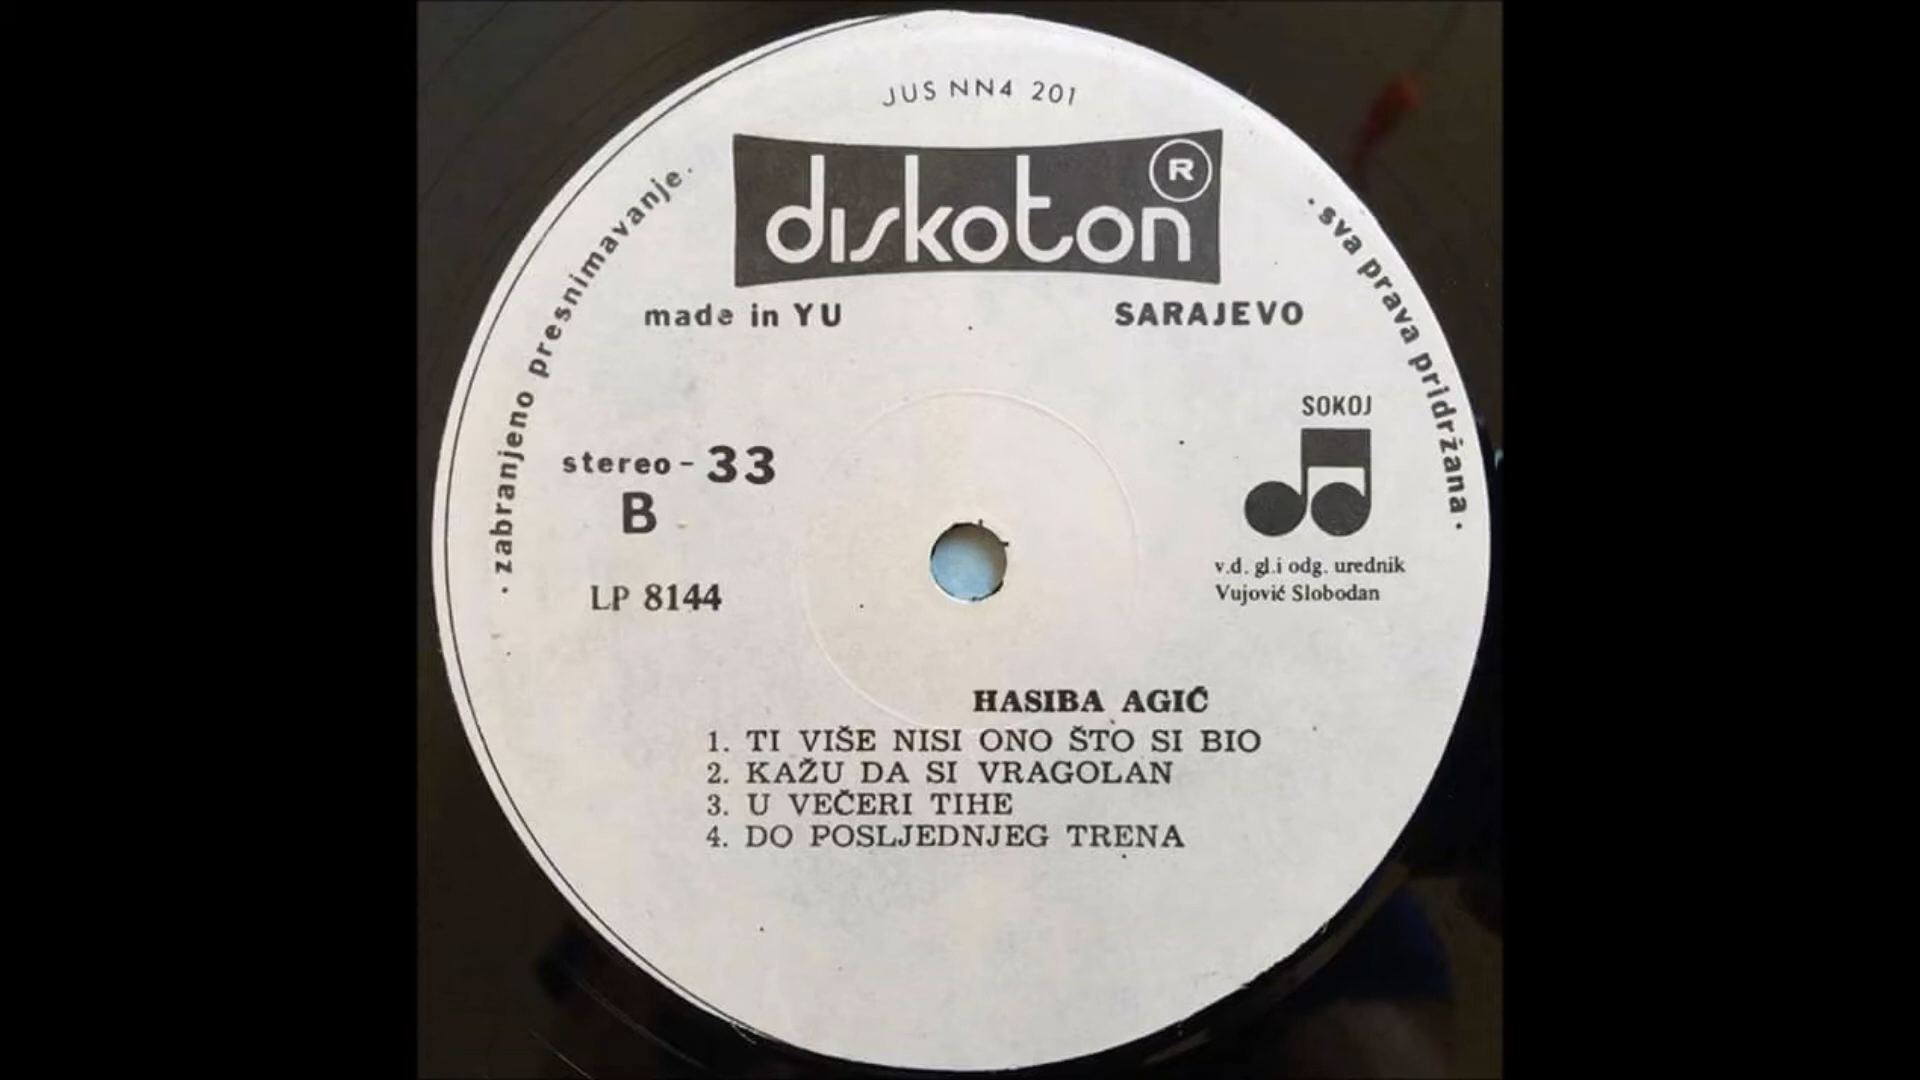 JUS NN4 201
diskoton ®
made in YU
SARAJEVO
· zabranjeno presnimavanje ·
· sva prava pridržana ·
SOKOJ
stereo - 33
B
LP 8144
v.d. gl.i odg. urednik
Vujović Slobodan
HASIBA AGIĆ
1. TI VIŠE NISI ONO ŠTO SI BIO
2. KAŽU DA SI VRAGOLAN
3. U VEČERI TIHE
4. DO POSLJEDNJEG TRENA